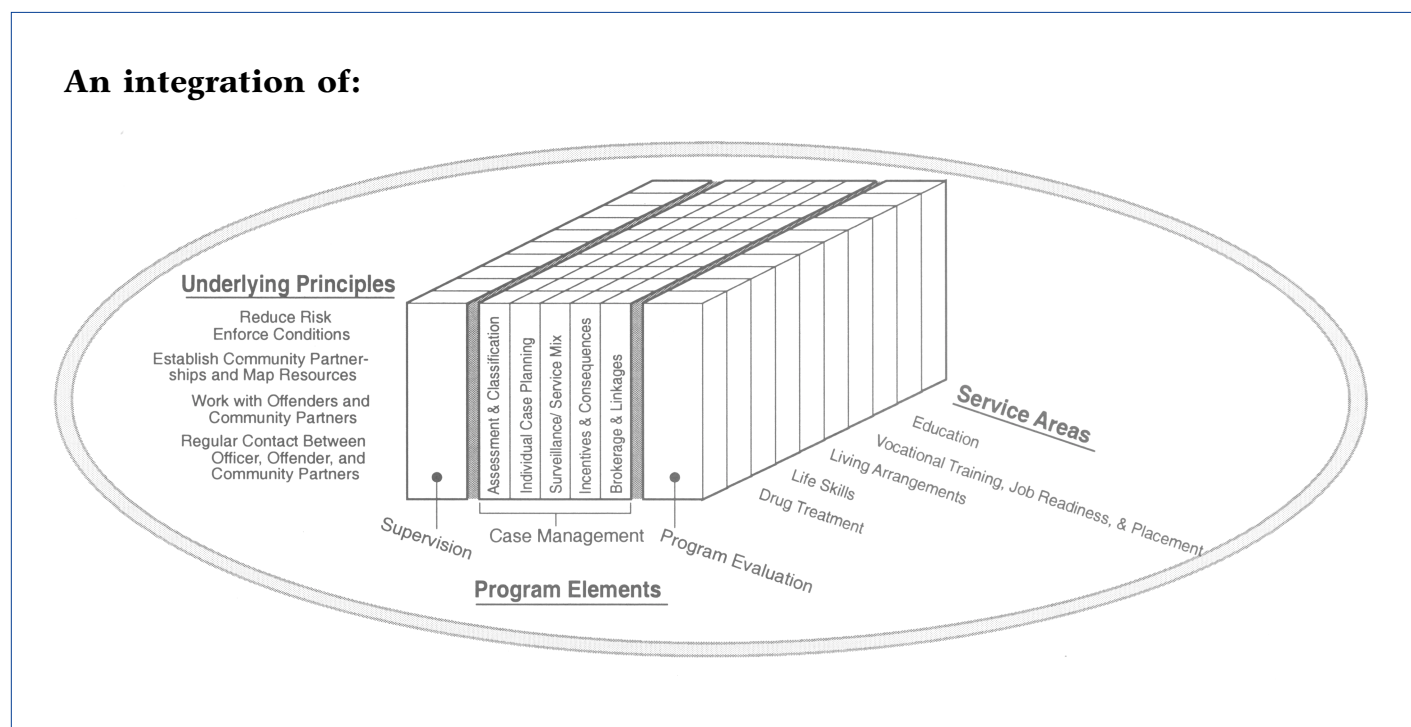 An integration of:
Underlying Principles
Reduce Risk
Enforce Conditions
Establish Community Partner-
ships and Map Resources
Work with Offenders and
Community Partners
Regular Contact Between
Officer, Offender, and
Community Partners
Assessment & Classification
Individual Case Planning
Surveillance/ Service Mix
Incentives & Consequences
Brokerage & Linkages
Supervision
Case Management
Program Evaluation
Program Elements
Service Areas
Education
Vocational Training, Job Readiness, & Placement
Living Arrangements
Life Skills
Drug Treatment